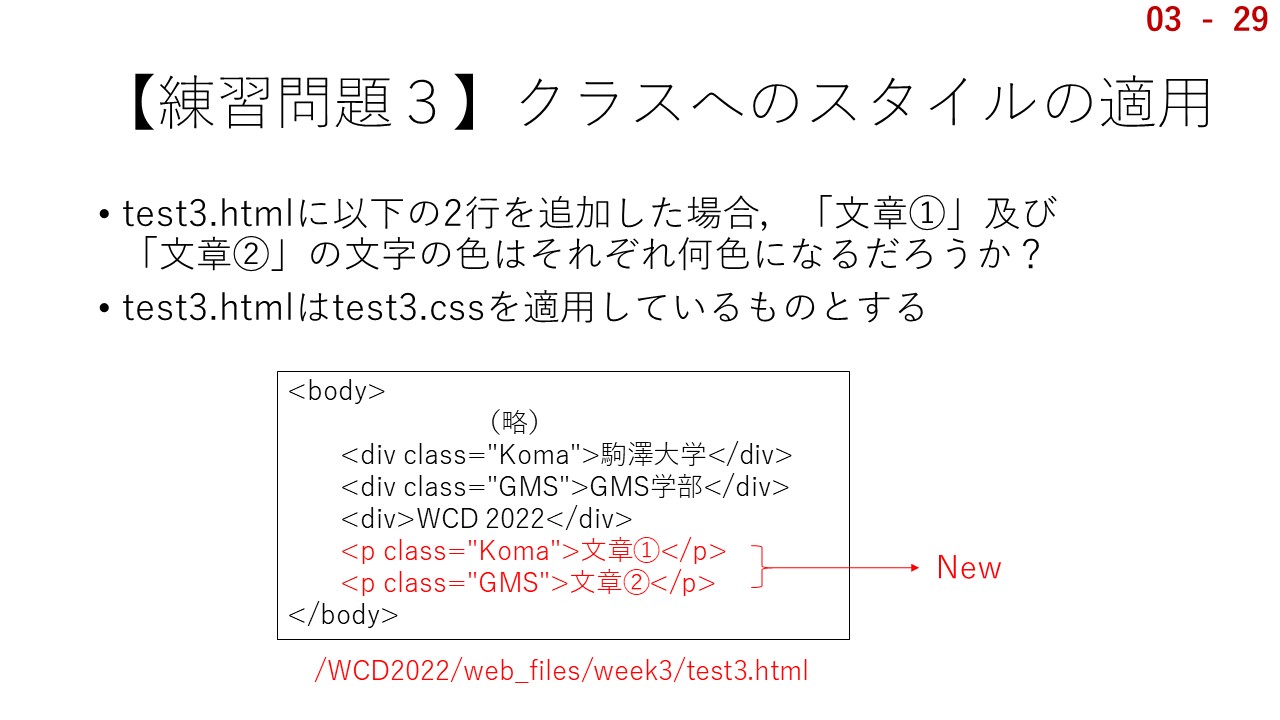 03 - 29
【練習問題３】クラスへのスタイルの適用
• test3.htmlに以下の2行を追加した場合，「文章①」及び
「文章②」の文字の色はそれぞれ何色になるだろうか？
• test3.htmlはtest3.cssを適用しているものとする
<body>
（略）
<div class="Koma">駒澤大学</div>
<div class="GMS">GMS学部</div>
<div>WCD 2022</div>
<p class="Koma">文章①</p>
<p class="GMS">文章②</p>
New
</body>
/WCD2022/web_files/week3/test3.html